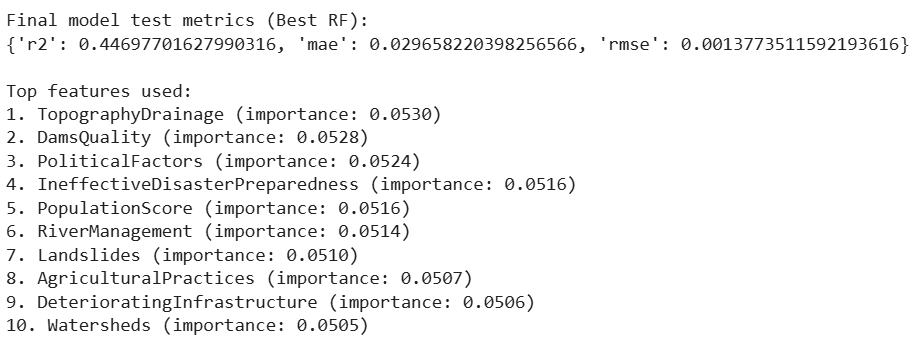 Final model test metrics (Best RF):
{'r2': 0.44697701627990316, 'mae': 0.029658220398256566, 'rmse': 0.0013773511592193616}
Top features used:
1. TopographyDrainage (importance: 0.0530)
2. DamsQuality (importance: 0.0528)
3. PoliticalFactors (importance: 0.0524)
4. IneffectiveDisasterPreparedness (importance: 0.0516)
5. PopulationScore (importance: 0.0516)
6. RiverManagement (importance: 0.0514)
7. Landslides (importance: 0.0510)
8. AgriculturalPractices (importance: 0.0507)
9. DeterioratingInfrastructure (importance: 0.0506)
10. Watersheds (importance: 0.0505)